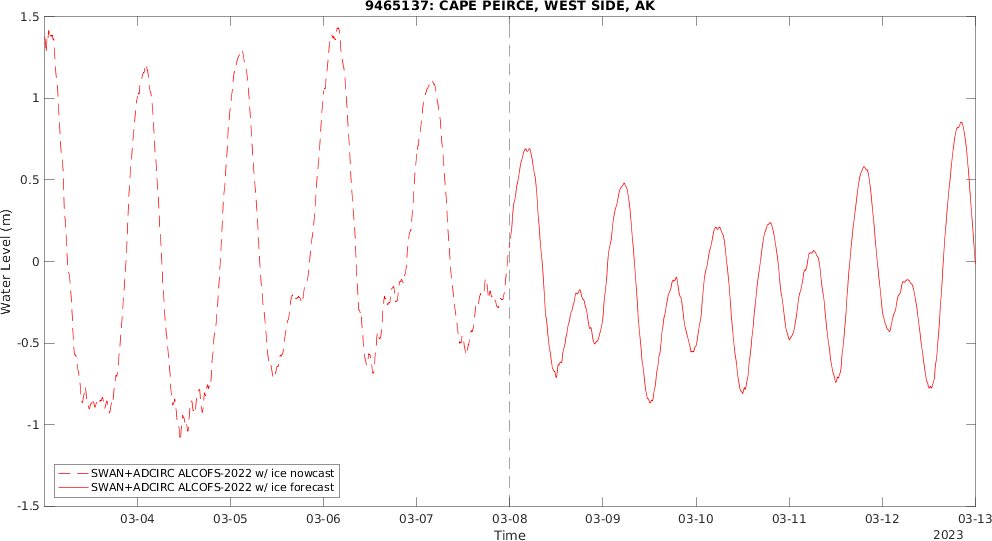 9465137: CAPE PEIRCE, WEST SIDE, AK
1.5
1
0.5
0
-0.5
-1
-1.5
Water Level (m)
SWAN+ADCIRC ALCOFS-2022 w/ ice nowcast
SWAN+ADCIRC ALCOFS-2022 w/ ice forecast
03-04 03-05 03-06 03-07 03-08 03-09 03-10 03-11 03-12 03-13
Time
2023